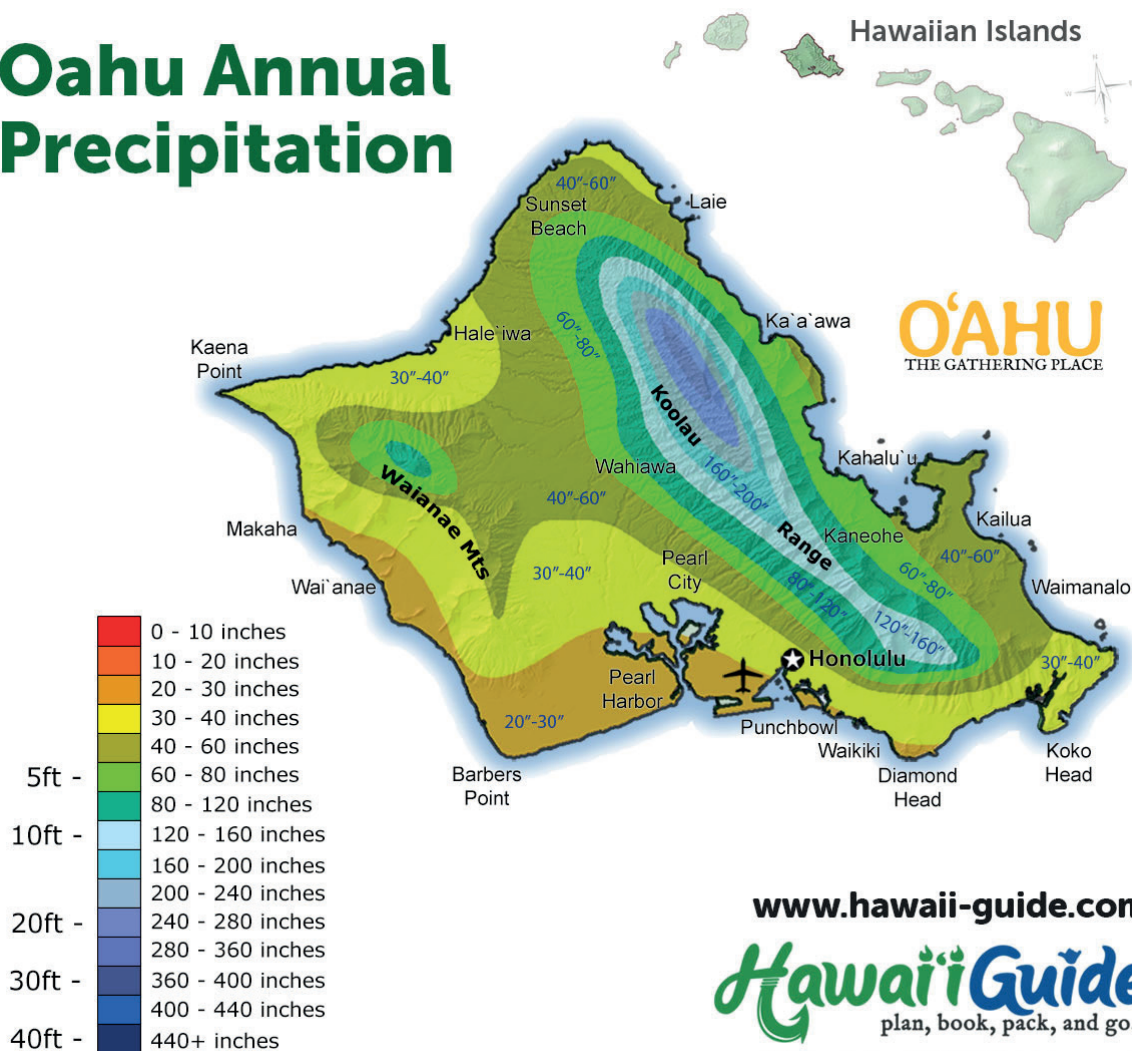 Oahu Annual
Precipitation
Hawaiian Islands
N
W
E
S
O‘AHU
THE GATHERING PLACE
40”-60”
Sunset
Beach
Laie
Ka`a`awa
60”-80”
Hale`iwa
Kaena
Point
30”-40”
Koolau
Waianae Mts
Wahiawa
160”-200”
Kahalu`u
Makaha
40”-60”
Range
Kaneohe
Kailua
40”-60”
Wai`anae
30”-40”
Pearl
City
80”-120”
60”-80”
Waimanalo
120”-160”
Honolulu
30”-40”
Pearl
Harbor
20”-30”
Punchbowl
Waikiki
Barbers
Point
Diamond
Head
Koko
Head
0 - 10 inches
10 - 20 inches
20 - 30 inches
30 - 40 inches
40 - 60 inches
5ft - 60 - 80 inches
80 - 120 inches
10ft - 120 - 160 inches
160 - 200 inches
200 - 240 inches
20ft - 240 - 280 inches
280 - 360 inches
30ft - 360 - 400 inches
400 - 440 inches
40ft - 440+ inches
www.hawaii-guide.com
Hawai‘i Guide
plan, book, pack, and go.